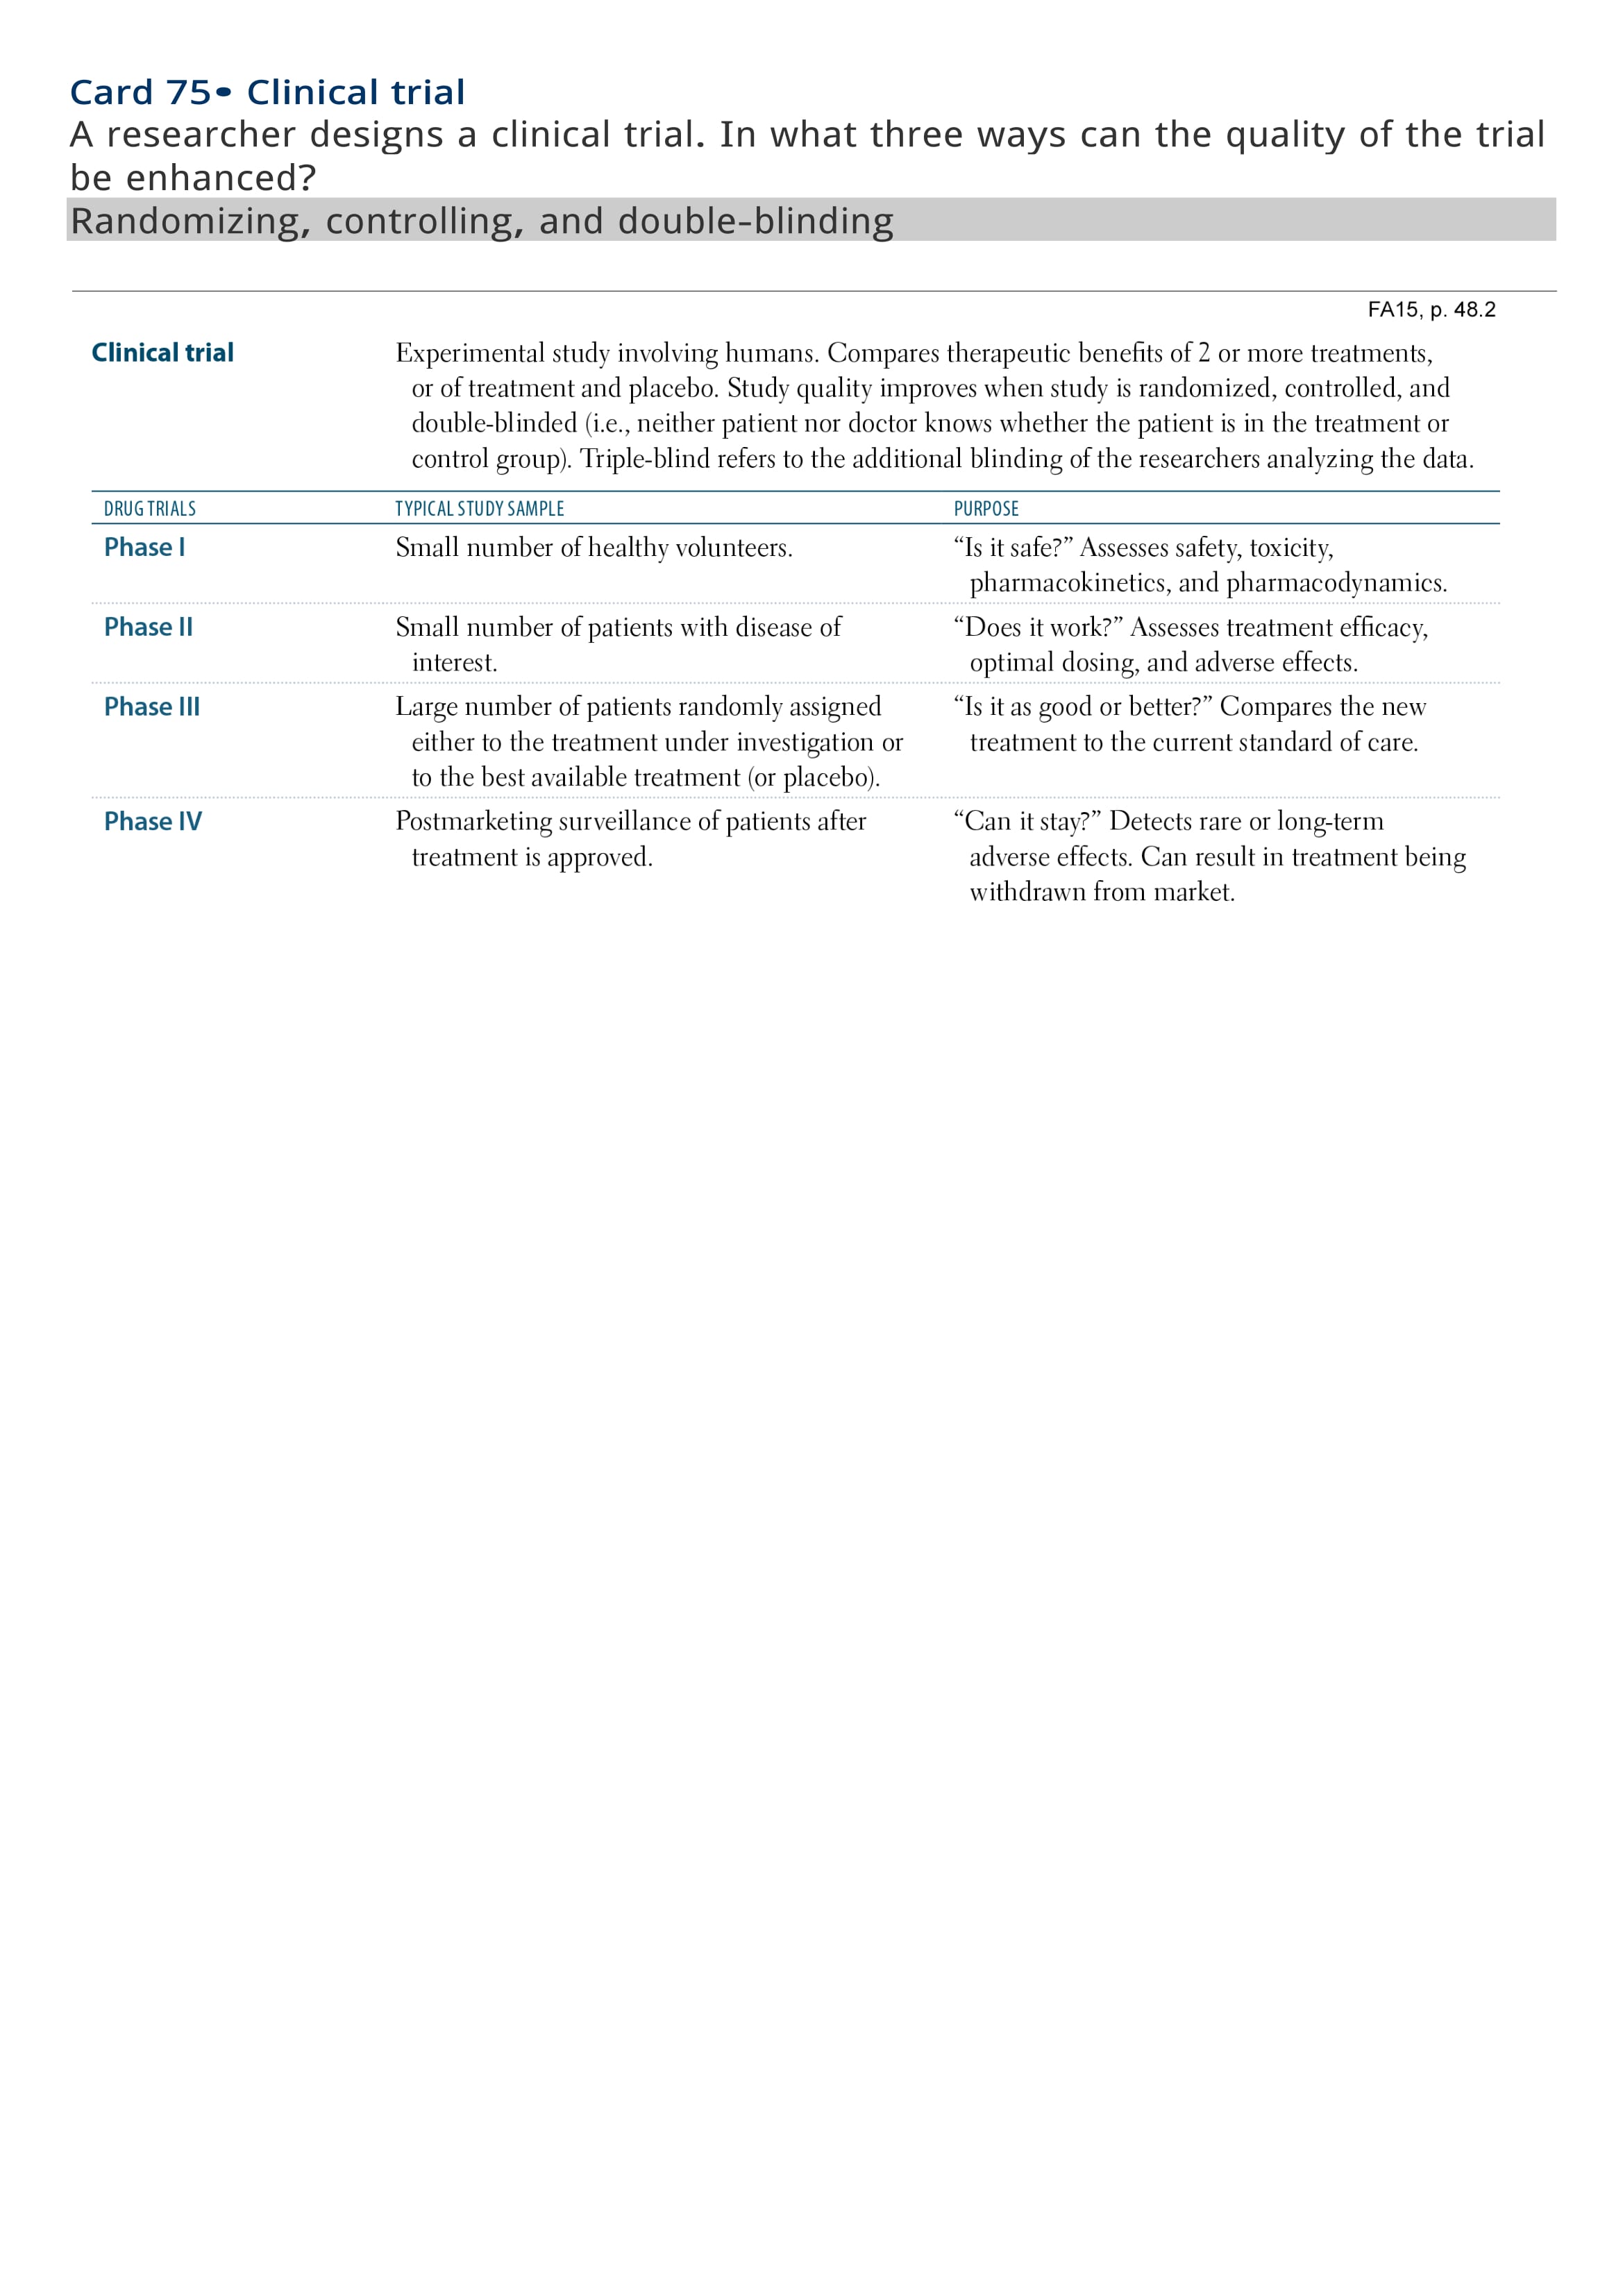 Card 75• Clinical trial
A researcher designs a clinical trial. In what three ways can the quality of the trial
be enhanced?
Randomizing, controlling, and double-blinding
FA15, p. 48.2
Clinical trial Experimental study involving humans. Compares therapeutic benefits of 2 or more treatments,
or of treatment and placebo. Study quality improves when study is randomized, controlled, and
double-blinded (i.e., neither patient nor doctor knows whether the patient is in the treatment or
control group). Triple-blind refers to the additional blinding of the researchers analyzing the data.
DRUG TRIALS TYPICAL STUDY SAMPLE PURPOSE
Phase I Small number of healthy volunteers. “Is it safe?” Assesses safety, toxicity,
pharmacokinetics, and pharmacodynamics.
Phase II Small number of patients with disease of “Does it work?” Assesses treatment efficacy,
interest. optimal dosing, and adverse effects.
Phase III Large number of patients randomly assigned “Is it as good or better?” Compares the new
either to the treatment under investigation or treatment to the current standard of care.
to the best available treatment (or placebo).
Phase IV Postmarketing surveillance of patients after “Can it stay?” Detects rare or long-term
treatment is approved. adverse effects. Can result in treatment being
withdrawn from market.